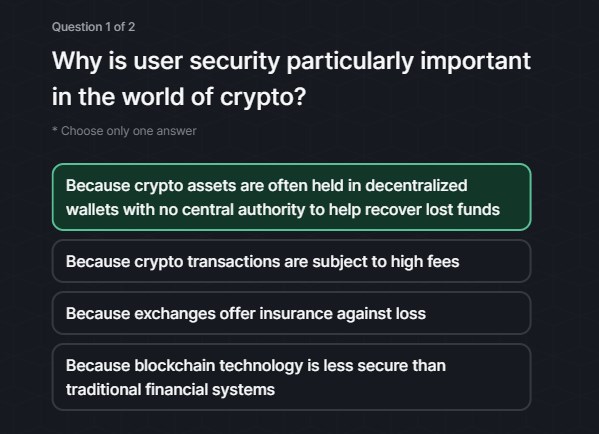 Question 1 of 2
Why is user security particularly important
in the world of crypto?
* Choose only one answer
Because crypto assets are often held in decentralized
wallets with no central authority to help recover lost funds
Because crypto transactions are subject to high fees
Because exchanges offer insurance against loss
Because blockchain technology is less secure than
traditional financial systems